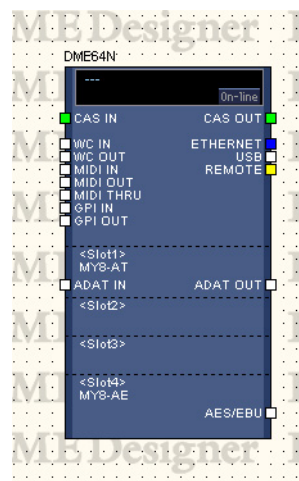 ME Designer
DME64N
---
On-line
CAS IN CAS OUT
WC IN ETHERNET
WC OUT USB
MIDI IN REMOTE
MIDI OUT
MIDI THRU
GPI IN
GPI OUT
<Slot1>
MY8-AT
ADAT IN ADAT OUT
<Slot2>
<Slot3>
<Slot4>
MY8-AE
AES/EBU
ME Designer